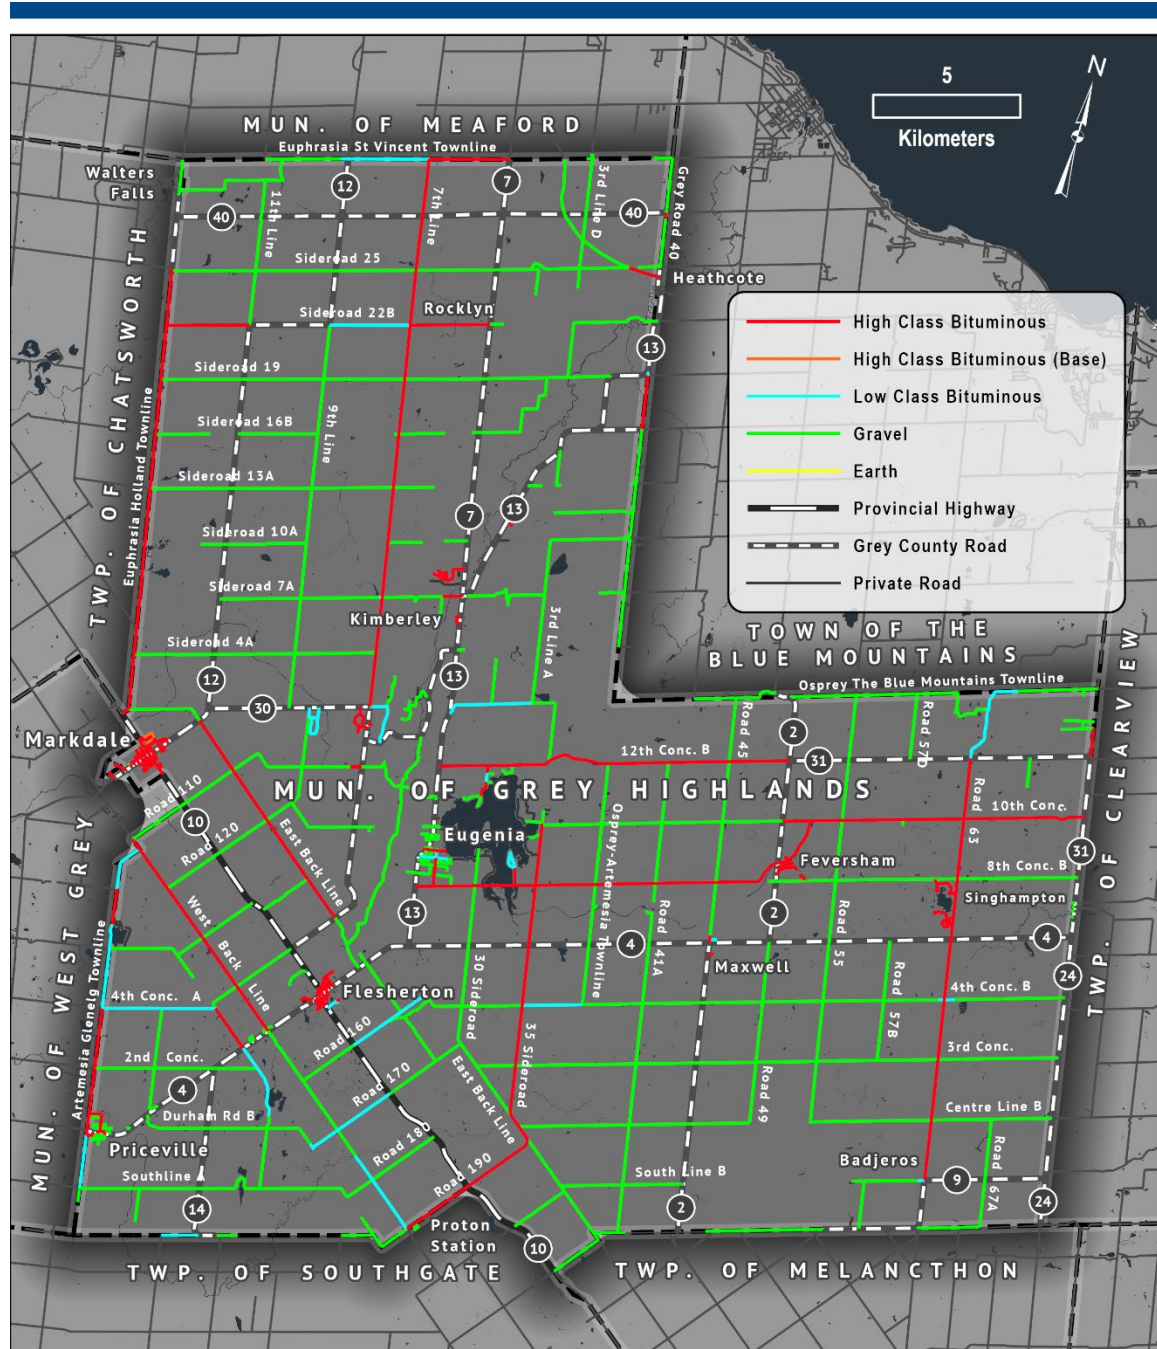 N
5
Kilometers
MUN. OF MEAFORD
Euphrasia St Vincent Townline
Walters
Falls
12
7
40
40
11th Line
7th Line
3rd Line D
Grey Road 40
Sideroad 25
Heathcote
Sideroad 22B
Rocklyn
High Class Bituminous
High Class Bituminous (Base)
Low Class Bituminous
Gravel
Earth
Provincial Highway
Grey County Road
Private Road
13
Sideroad 19
TWP. OF CHATSWORTH
Euphrasia Holland Townline
Sideroad 16B
9th Line
Sideroad 13A
7
13
Sideroad 10A
Sideroad 7A
Kimberley
3rd Line A
Sideroad 4A
TOWN OF THE
BLUE MOUNTAINS
Osprey The Blue Mountains Townline
TWP. OF CLEARVIEW
12
13
30
Markdale
Road 45
2
Road 57D
12th Conc. B
31
MUN. OF GREY HIGHLANDS
Road 110
10
Road 120
East Back Line
Eugenia
Osprey-Artemesia Townline
Road 63
10th Conc.
31
Feversham
8th Conc. B
Singhampton
MUN. OF WEST GREY
Artemesia Glenelg Townline
West Back Line
13
2
4
4
30 Sideroad
Road 41A
Maxwell
Road 55
Road 57B
24
4th Conc. A
Flesherton
4th Conc. B
Road 160
35 Sideroad
3rd Conc.
2nd Conc.
4
Road 170
East Back Line
Road 49
Durham Rd B
Centre Line B
Priceville
Road 180
Road 190
Southline A
South Line B
Badjeros
9
Road 67A
14
Proton
Station
10
2
24
TWP. OF SOUTHGATE
TWP. OF MELANCTHON